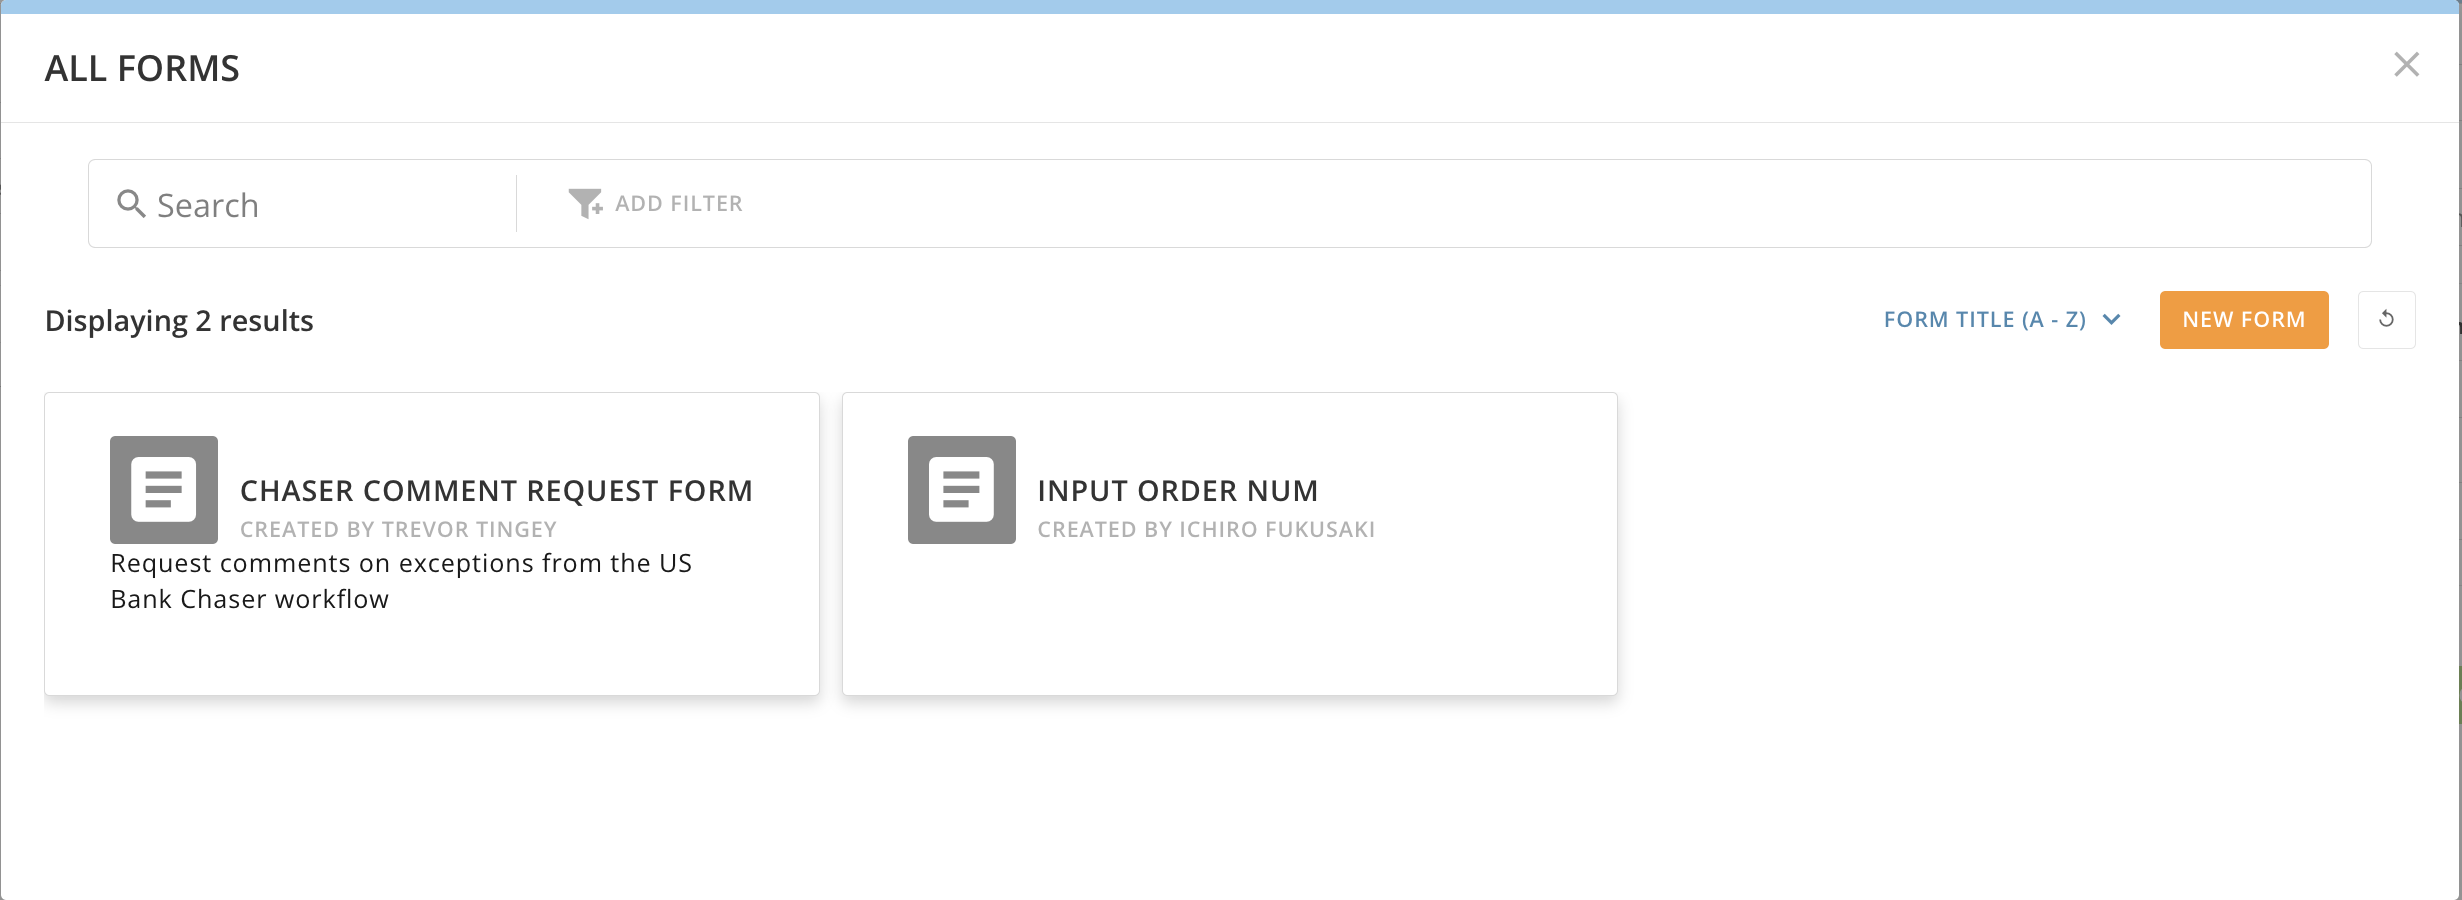 ALL FORMS
Search
ADD FILTER
Displaying 2 results
FORM TITLE (A - Z)
NEW FORM
CHASER COMMENT REQUEST FORM
CREATED BY TREVOR TINGEY
Request comments on exceptions from the US
Bank Chaser workflow
INPUT ORDER NUM
CREATED BY ICHIRO FUKUSAKI